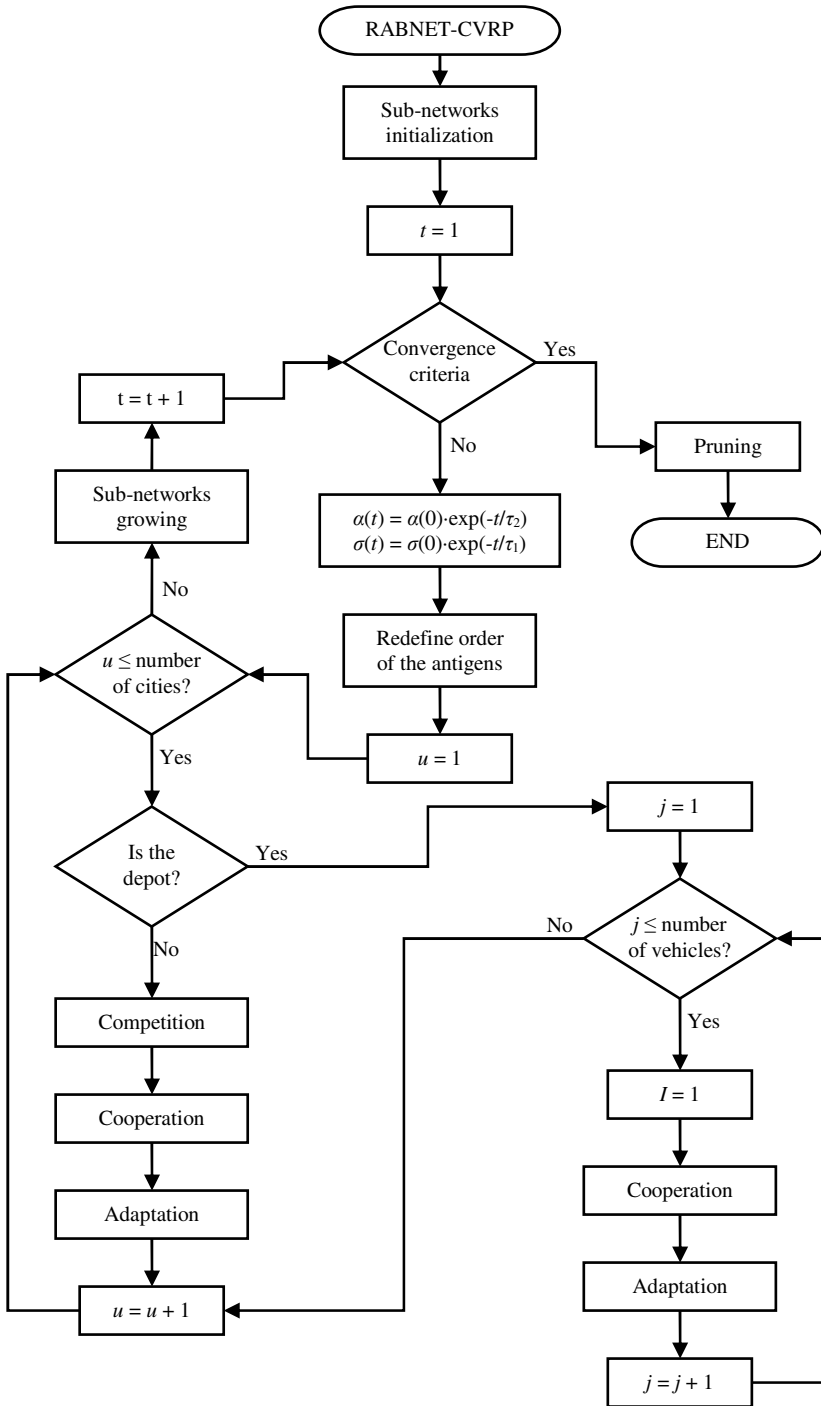 RABNET-CVRP
Sub-networks
initialization
t = 1
Convergence
criteria
Yes
No
t = t + 1
Pruning
Sub-networks
growing
α(t) = α(0)·exp(-t/τ₂)
σ(t) = σ(0)·exp(-t/τ₁)
END
No
Redefine order
of the antigens
u ≤ number
of cities?
u = 1
Yes
j = 1
Is the
depot?
Yes
No
j ≤ number
of vehicles?
No
Yes
Competition
I = 1
Cooperation
Cooperation
Adaptation
Adaptation
u = u + 1
j = j + 1